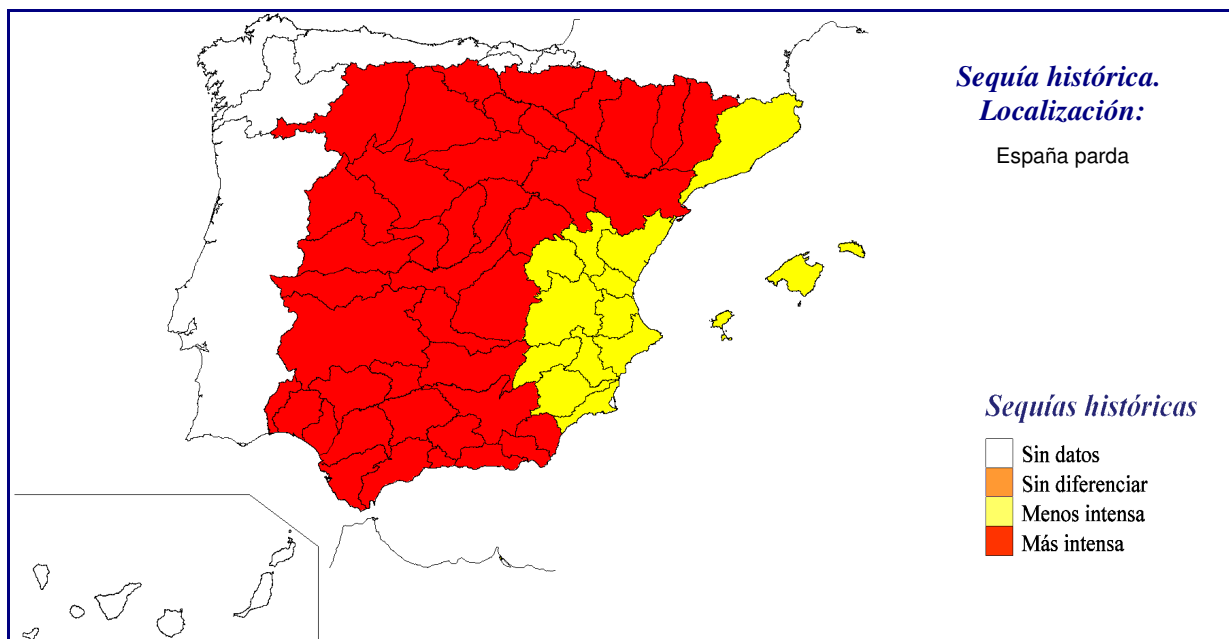 Sequía histórica.
Localización:
España parda
Sequías históricas
Sin datos
Sin diferenciar
Menos intensa
Más intensa